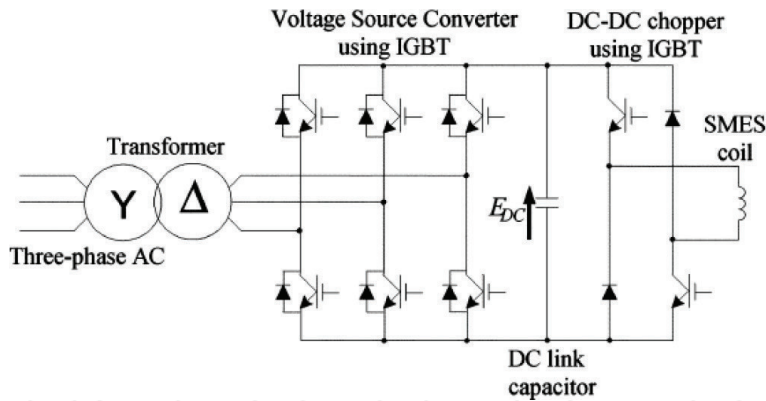 Voltage Source Converter
using IGBT
DC-DC chopper
using IGBT
SMES
coil
Transformer
Y
Δ
E_DC
Three-phase AC
DC link
capacitor